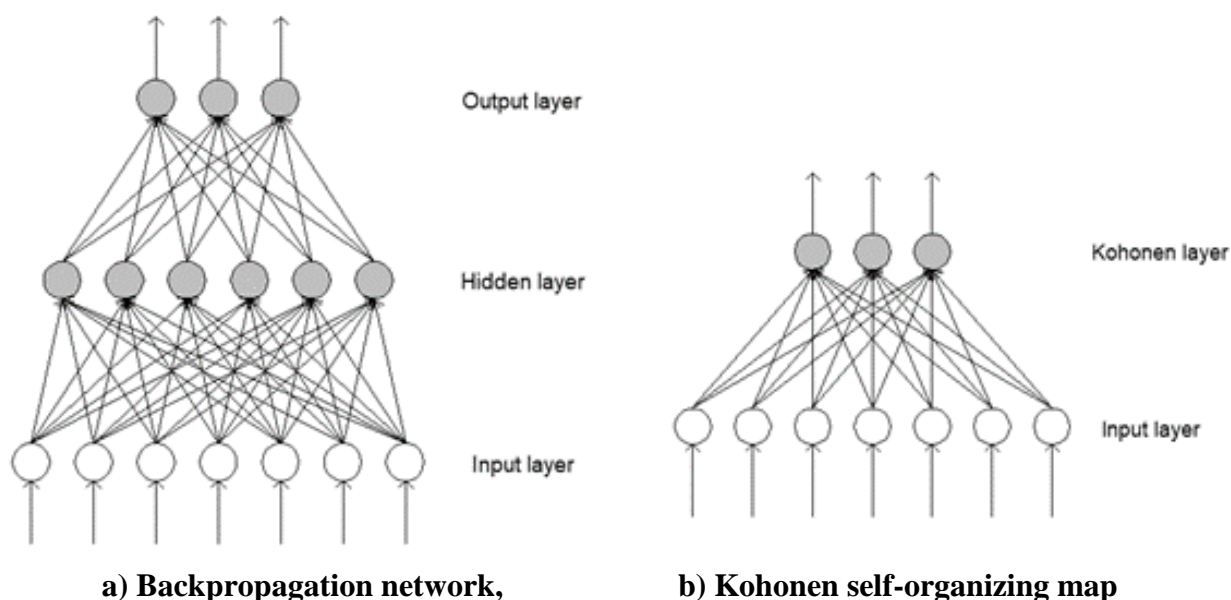 Output layer
Hidden layer
Input layer
Kohonen layer
Input layer
a) Backpropagation network,
b) Kohonen self-organizing map